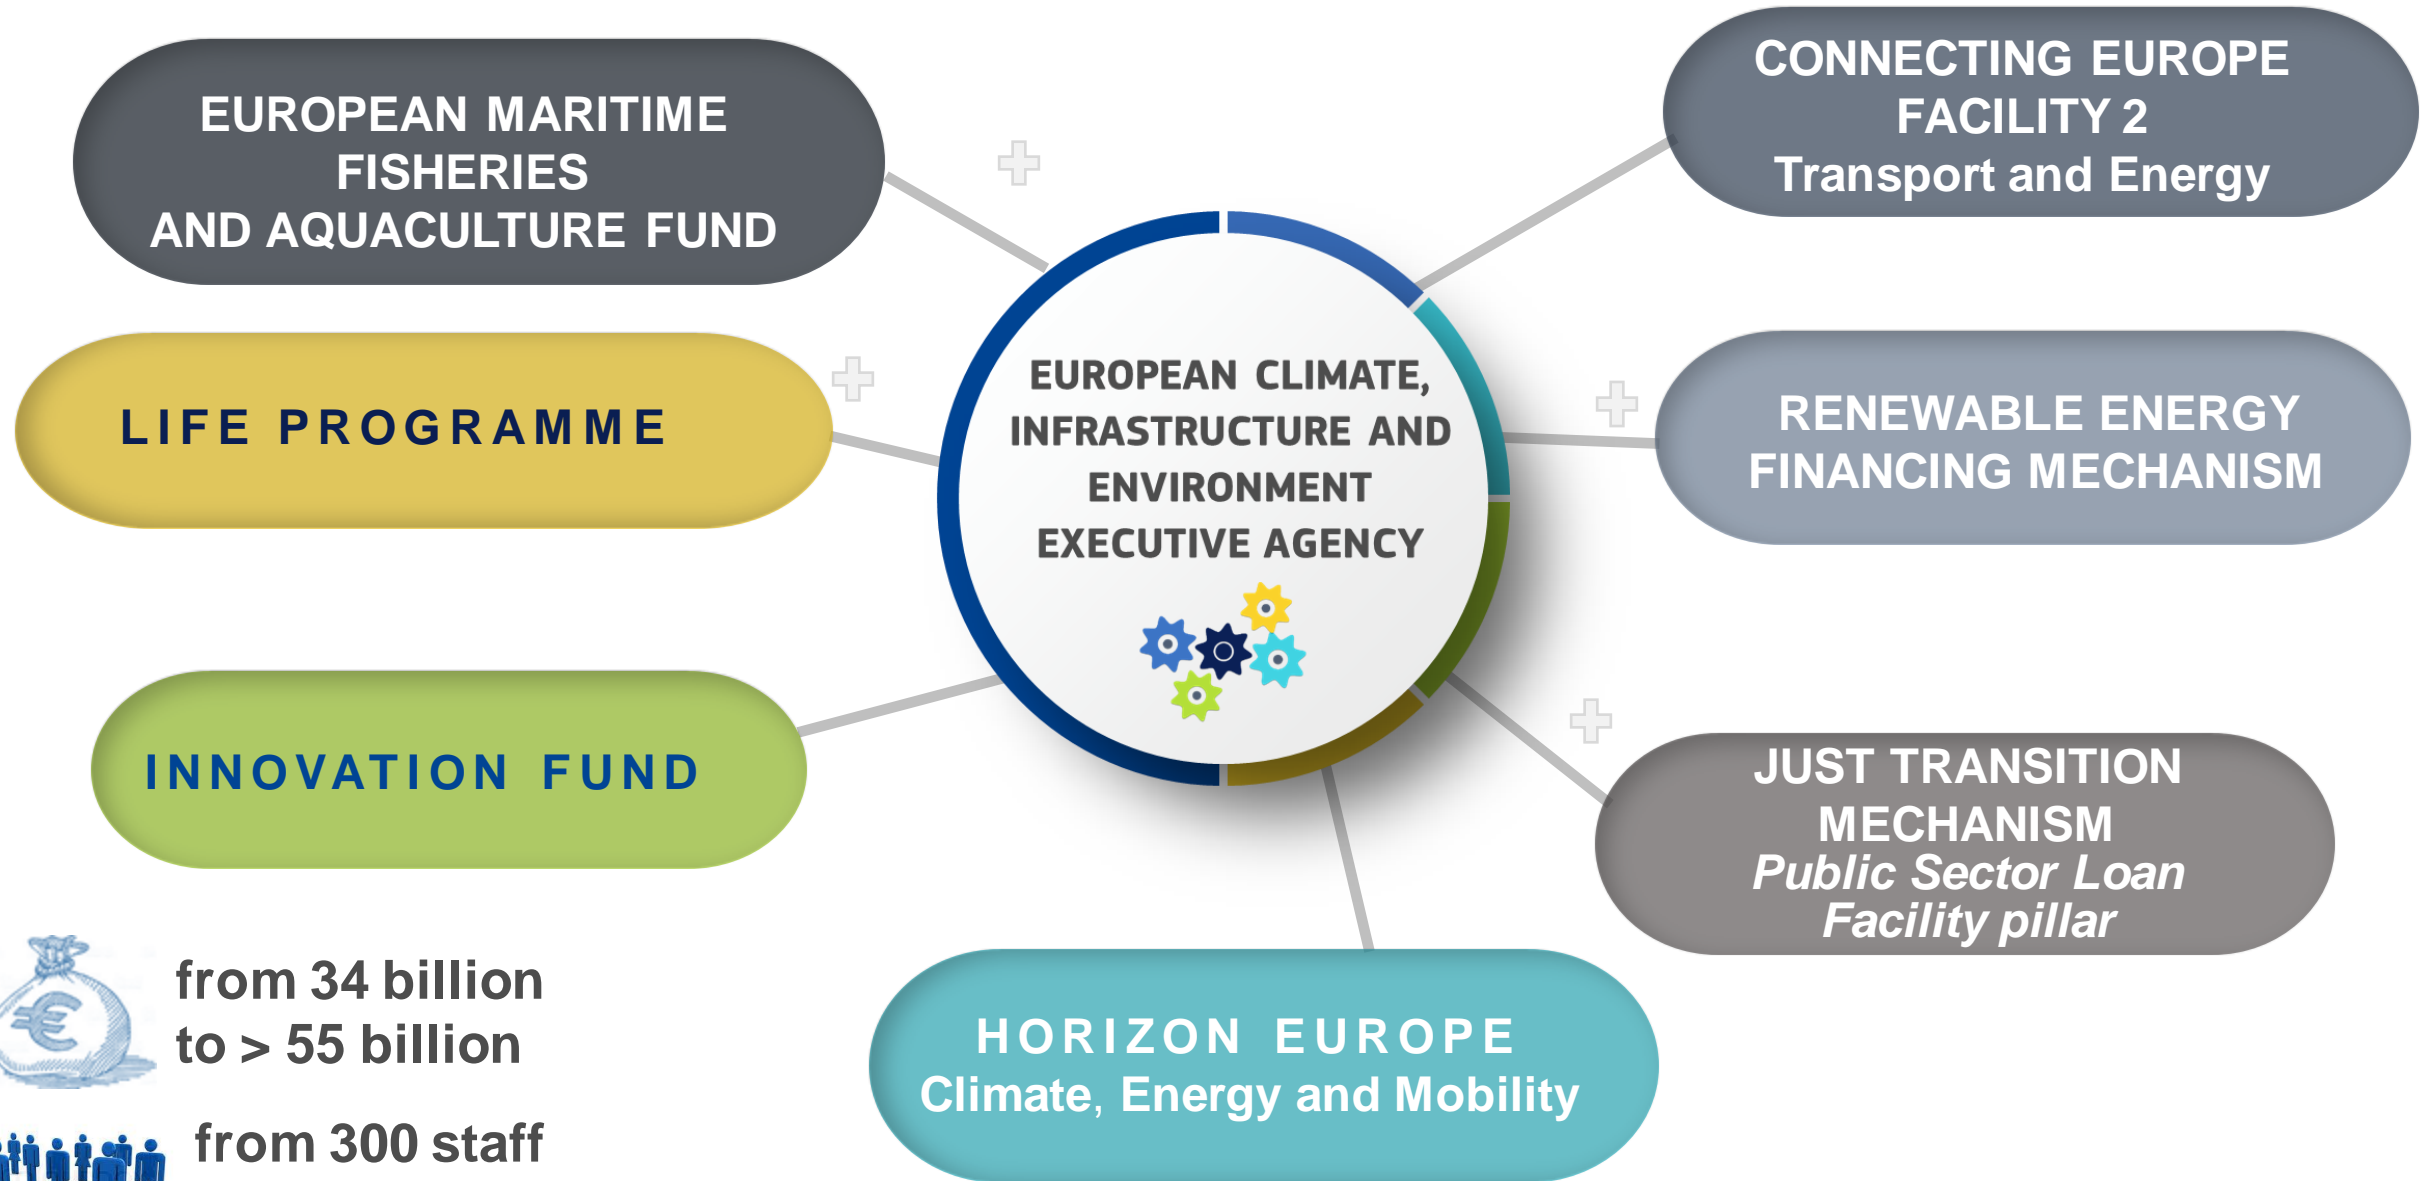 EUROPEAN MARITIME
FISHERIES
AND AQUACULTURE FUND
CONNECTING EUROPE
FACILITY 2
Transport and Energy
LIFE PROGRAMME
EUROPEAN CLIMATE,
INFRASTRUCTURE AND
ENVIRONMENT
EXECUTIVE AGENCY
RENEWABLE ENERGY
FINANCING MECHANISM
INNOVATION FUND
JUST TRANSITION
MECHANISM
Public Sector Loan
Facility pillar
HORIZON EUROPE
Climate, Energy and Mobility
€
from 34 billion
to > 55 billion
from 300 staff